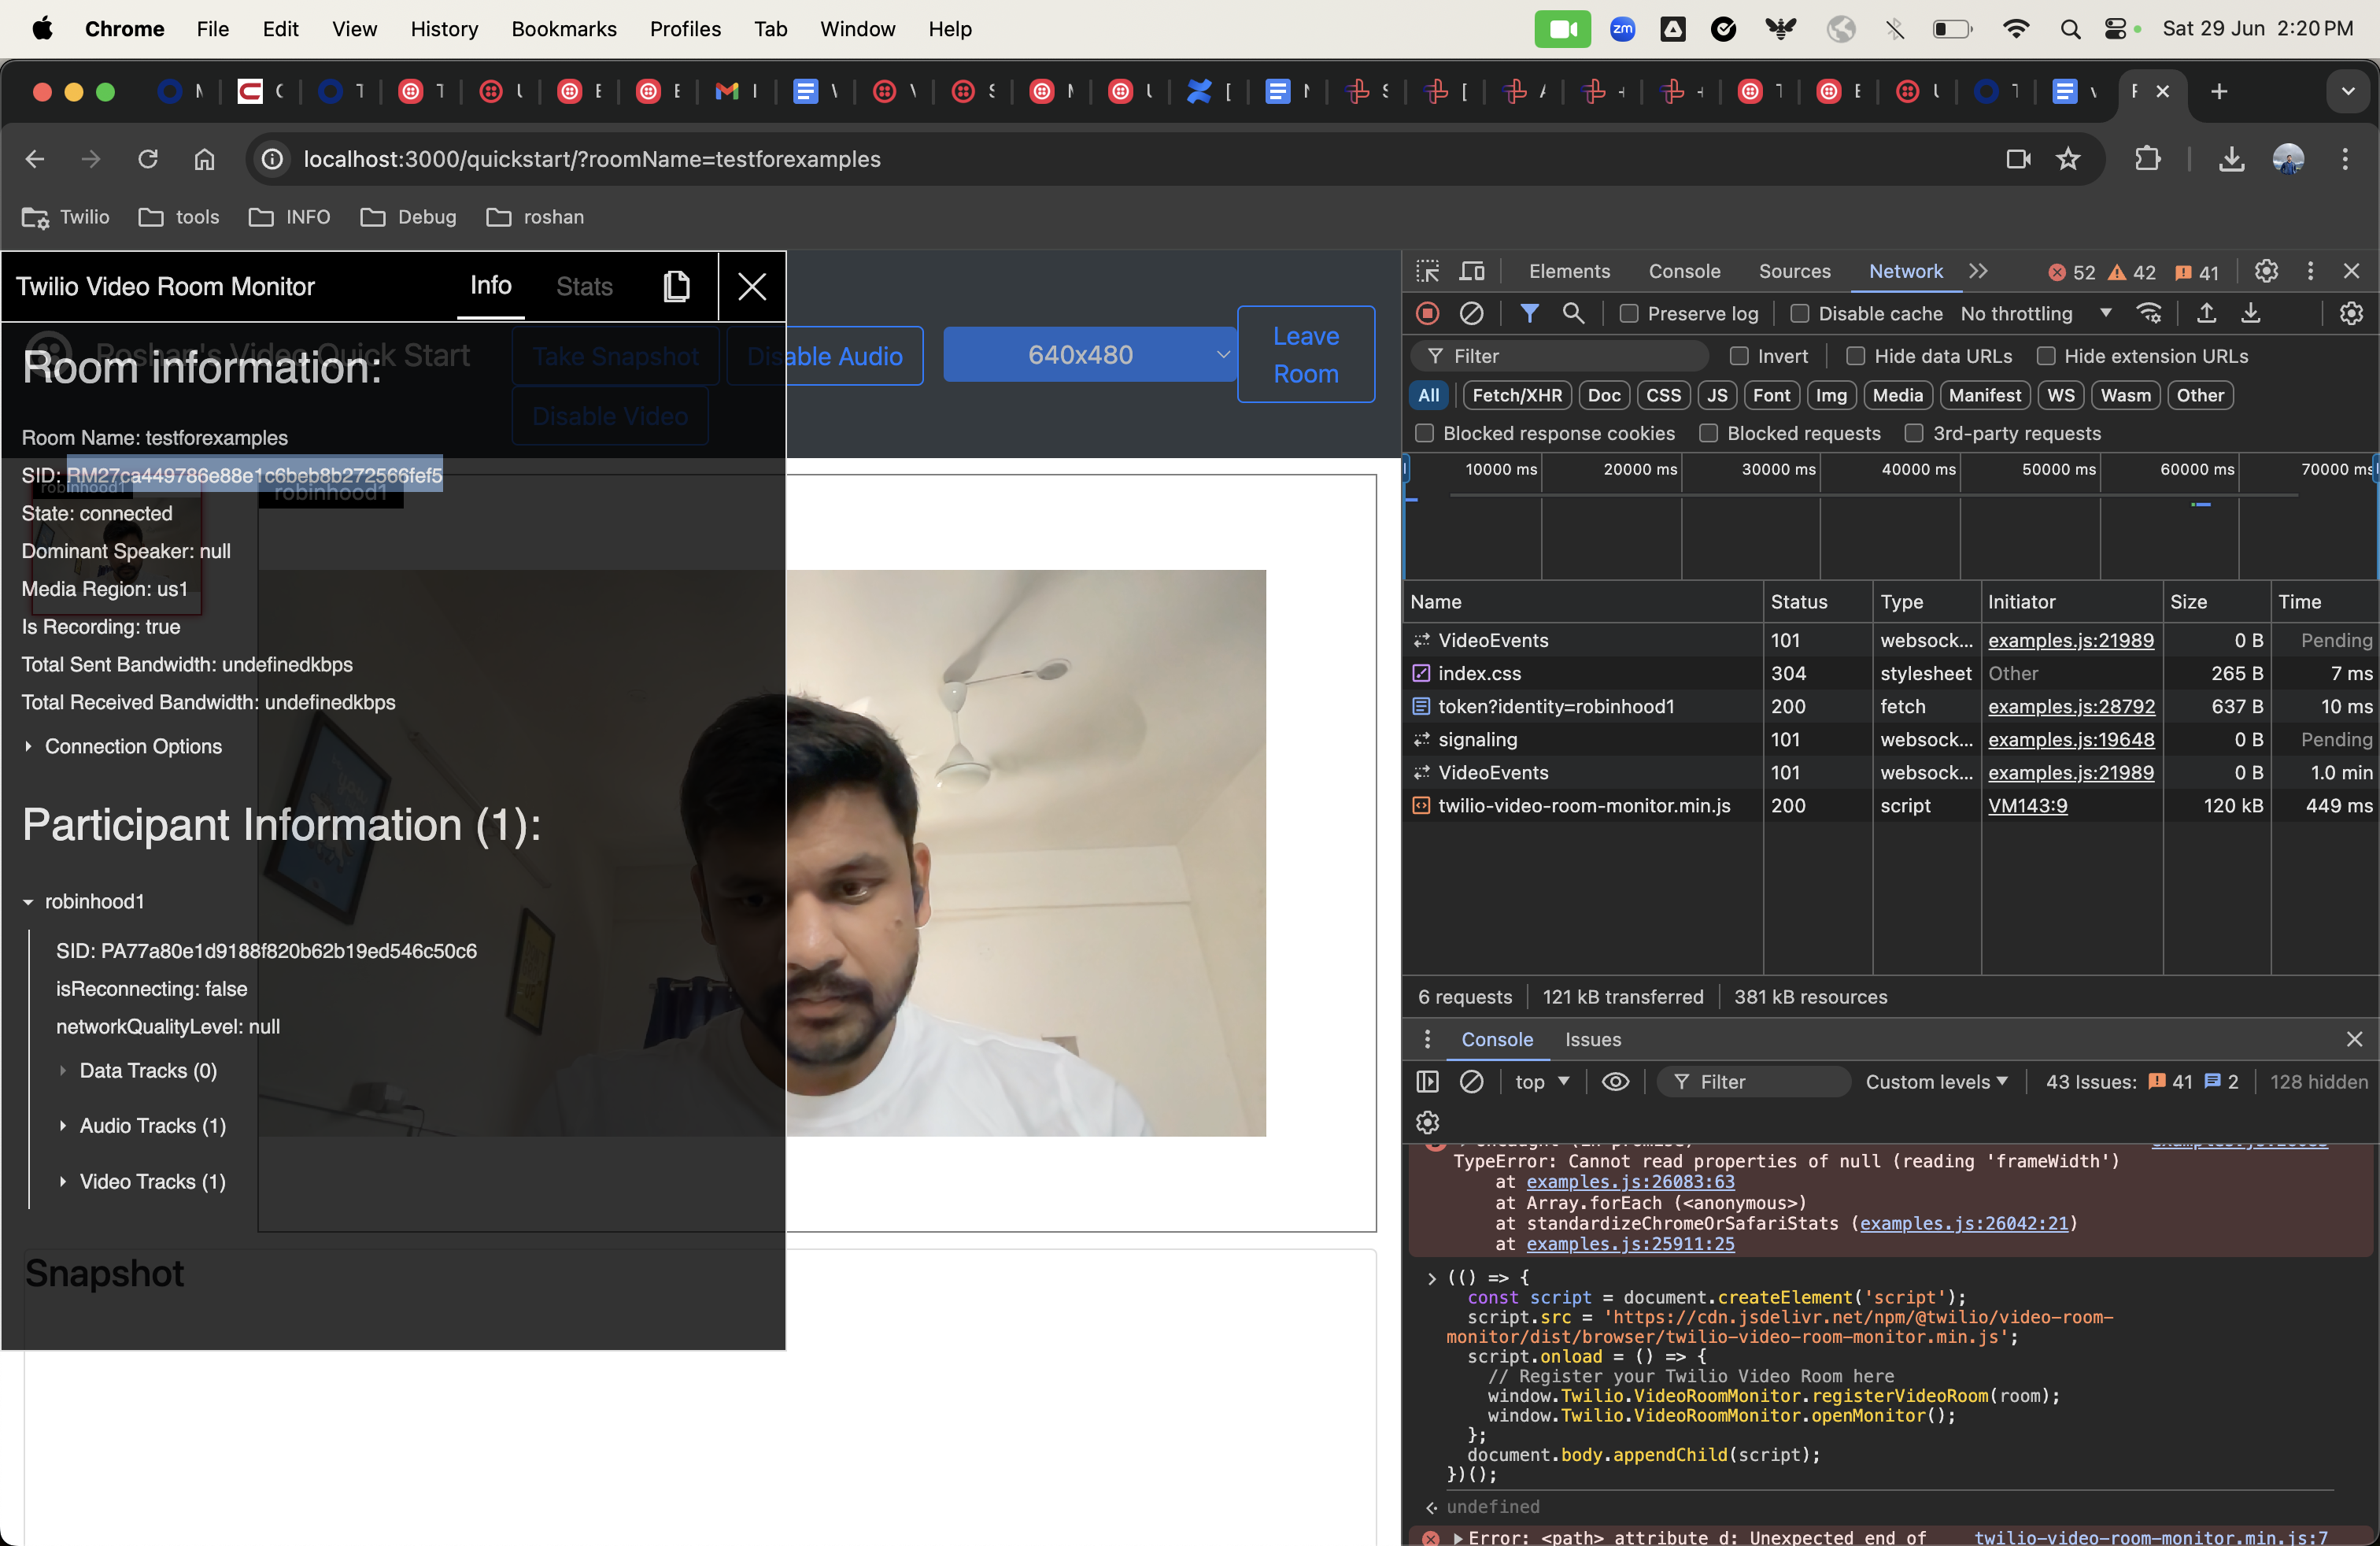 Chrome File Edit View History Bookmarks Profiles Tab Window Help zm Sat 29 Jun 2:20 PM
localhost:3000/quickstart/?roomName=testforexamples
Twilio tools INFO Debug roshan
Twilio Video Room Monitor Info Stats
Roshan's Video Quick Start Take Snapshot Disable Audio 640x480 Leave Room
Disable Video
Room information:
Room Name: testforexamples
SID: RM27ca449786e88e1c6beb8b272566fef5
robinhood1 robinhood1
State: connected
Dominant Speaker: null
Media Region: us1
Is Recording: true
Total Sent Bandwidth: undefinedkbps
Total Received Bandwidth: undefinedkbps
Connection Options
Participant Information (1):
robinhood1
SID: PA77a80e1d9188f820b62b19ed546c50c6
isReconnecting: false
networkQualityLevel: null
Data Tracks (0)
Audio Tracks (1)
Video Tracks (1)
Snapshot
Elements Console Sources Network 52 42 41
Preserve log Disable cache No throttling
Filter Invert Hide data URLs Hide extension URLs
All Fetch/XHR Doc CSS JS Font Img Media Manifest WS Wasm Other
Blocked response cookies Blocked requests 3rd-party requests
10000 ms 20000 ms 30000 ms 40000 ms 50000 ms 60000 ms 70000 ms
Name Status Type Initiator Size Time
VideoEvents 101 websock... examples.js:21989 0 B Pending
index.css 304 stylesheet Other 265 B 7 ms
token?identity=robinhood1 200 fetch examples.js:28792 637 B 10 ms
signaling 101 websock... examples.js:19648 0 B Pending
VideoEvents 101 websock... examples.js:21989 0 B 1.0 min
twilio-video-room-monitor.min.js 200 script VM143:9 120 kB 449 ms
6 requests 121 kB transferred 381 kB resources
Console Issues
top Filter Custom levels 43 Issues: 41 2 128 hidden
TypeError: Cannot read properties of null (reading 'frameWidth')
at examples.js:26083:63
at Array.forEach (<anonymous>)
at standardizeChromeOrSafariStats (examples.js:26042:21)
at examples.js:25911:25
(() => {
const script = document.createElement('script');
script.src = 'https://cdn.jsdelivr.net/npm/@twilio/video-room-
monitor/dist/browser/twilio-video-room-monitor.min.js';
script.onload = () => {
// Register your Twilio Video Room here
window.Twilio.VideoRoomMonitor.registerVideoRoom(room);
window.Twilio.VideoRoomMonitor.openMonitor();
};
document.body.appendChild(script);
})();
undefined
Error: <path> attribute d: Unexpected end of twilio-video-room-monitor.min.js:7